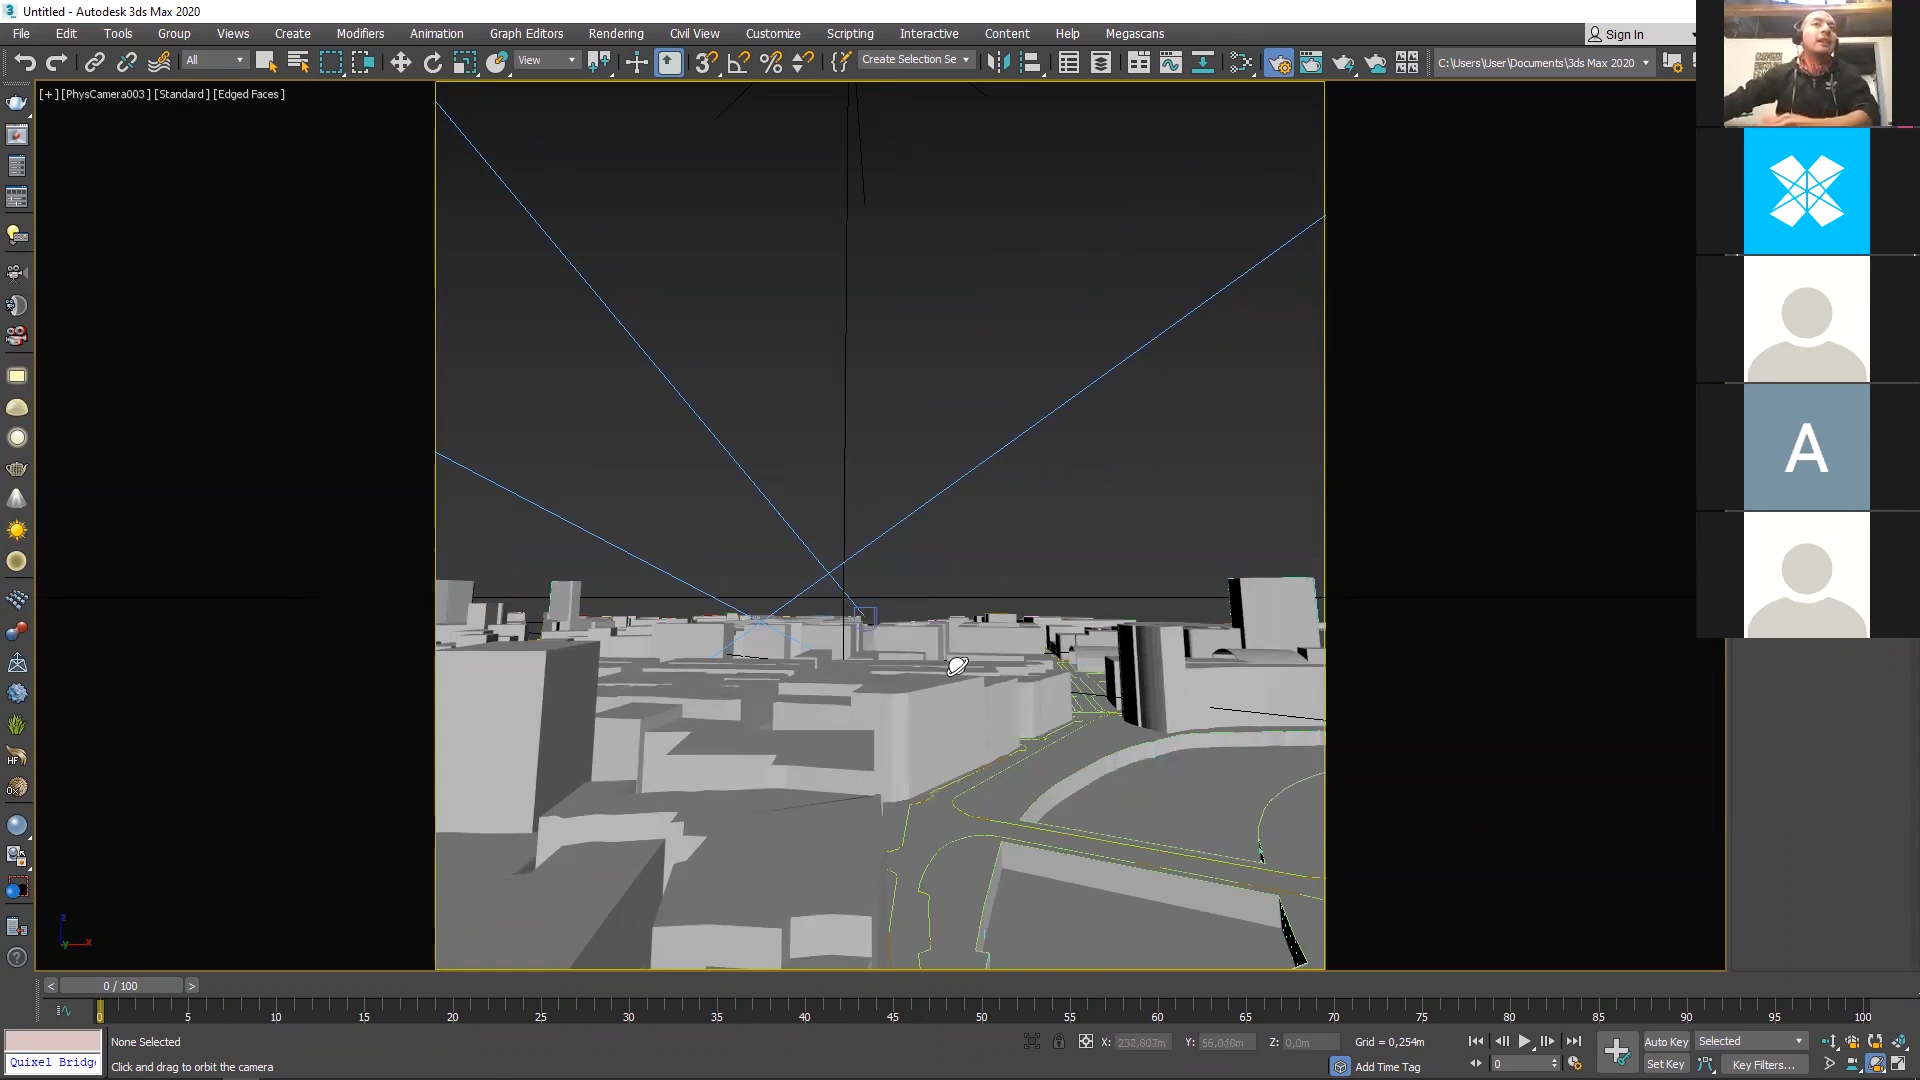 Untitled - Autodesk 3ds Max 2020
File Edit Tools Group Views Create Modifiers Animation Graph Editors Rendering Civil View Customize Scripting Interactive Content Help Megascans
Sign In
All
View
Create Selection Se
C:\Users\User\Documents\3ds Max 2020
[+] [PhysCamera003] [Standard] [Edged Faces]
A
HF
z
y x
< 0 / 100 >
0 5 10 15 20 25 30 35 40 45 50 55 60 65 70 75 80 85 90 95 100
None Selected
X: Y: Z: 0,0m
Grid = 0,254m
Auto Key
Selected
Quixel Bridg
Click and drag to orbit the camera
Add Time Tag
0
Set Key
Key Filters...